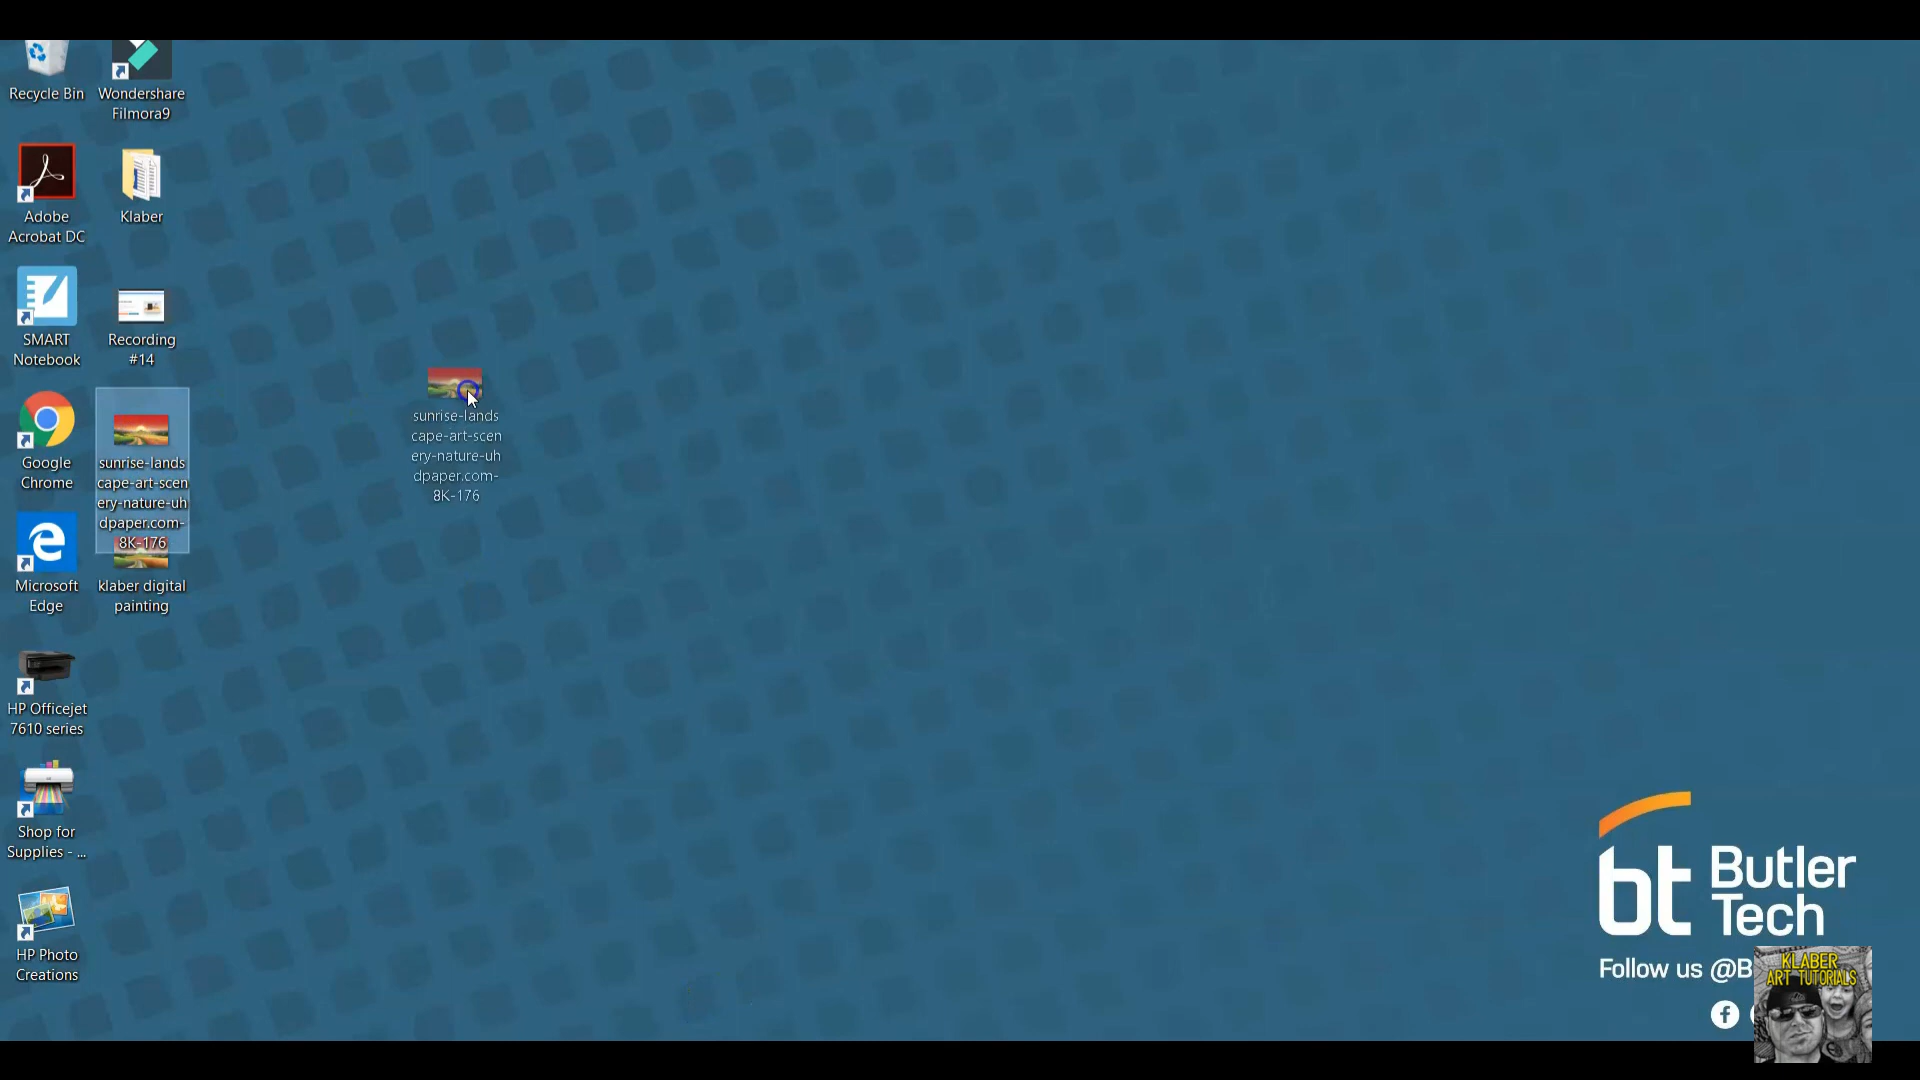 Recycle Bin
Wondershare
Filmora9
Adobe
Acrobat DC
Klaber
SMART
Notebook
Recording
#14
Google
Chrome
sunrise-lands
cape-art-scen
ery-nature-uh
dpaper.com-
8K-176
sunrise-lands
cape-art-scen
ery-nature-uh
dpaper.com-
8K-176
Microsoft
Edge
klaber digital
painting
HP Officejet
7610 series
Shop for
Supplies - ...
HP Photo
Creations
bt Butler
Tech
Follow us @B
KLABER
ART TUTORIALS